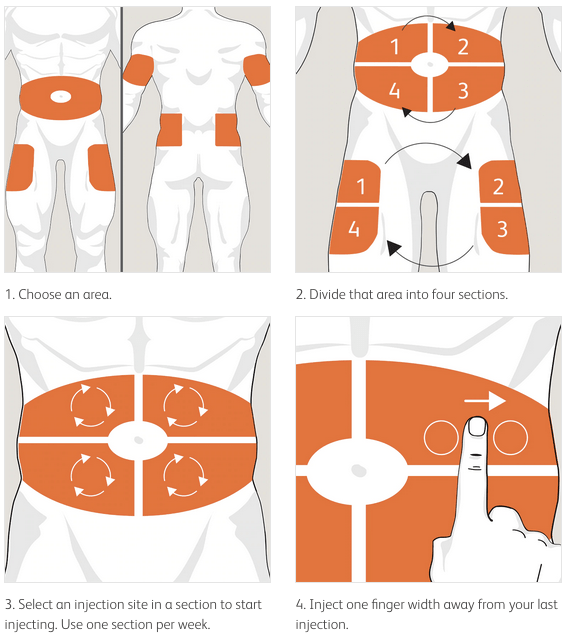 1 2
4 3
1 2
4 3
1. Choose an area.
2. Divide that area into four sections.
3. Select an injection site in a section to start
injecting. Use one section per week.
4. Inject one finger width away from your last
injection.